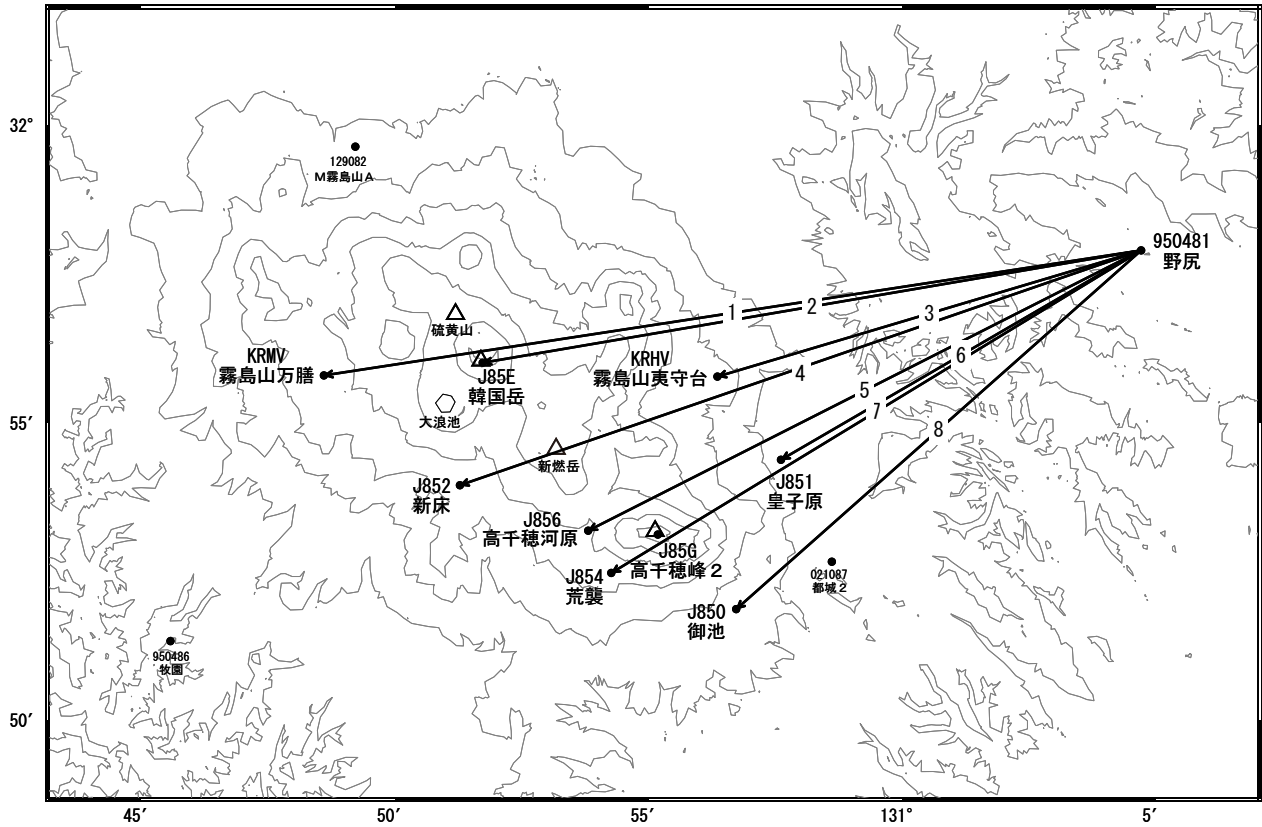 32°
129082
M霧島山A
950481
野尻
1
2
3
硫黄山
KRMV
霧島山万膳
J85E
韓国岳
KRHV
霧島山夷守台
4
6
5
7
8
大浪池
55′
新燃岳
J852
新床
J851
皇子原
J856
高千穂河原
J85G
高千穂峰2
J854
荒襲
021087
都城2
J850
御池
950486
牧園
50′
45′ 50′ 55′ 131° 5′